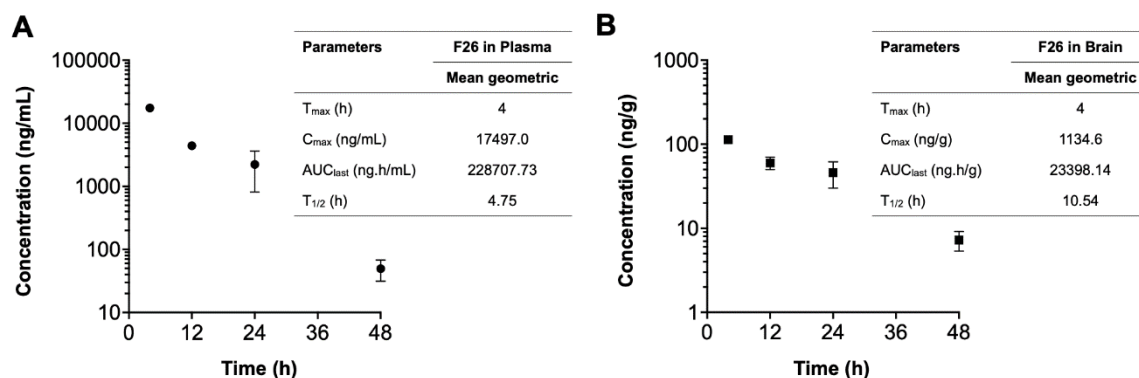 A
Concentration (ng/mL)
100000
10000
1000
100
10
0 12 24 36 48
Time (h)
Parameters F26 in Plasma
Mean geometric
Tmax (h) 4
Cmax (ng/mL) 17497.0
AUClast (ng.h/mL) 228707.73
T1/2 (h) 4.75
B
Concentration (ng/g)
1000
100
10
1
0 12 24 36 48
Time (h)
Parameters F26 in Brain
Mean geometric
Tmax (h) 4
Cmax (ng/g) 1134.6
AUClast (ng.h/g) 23398.14
T1/2 (h) 10.54